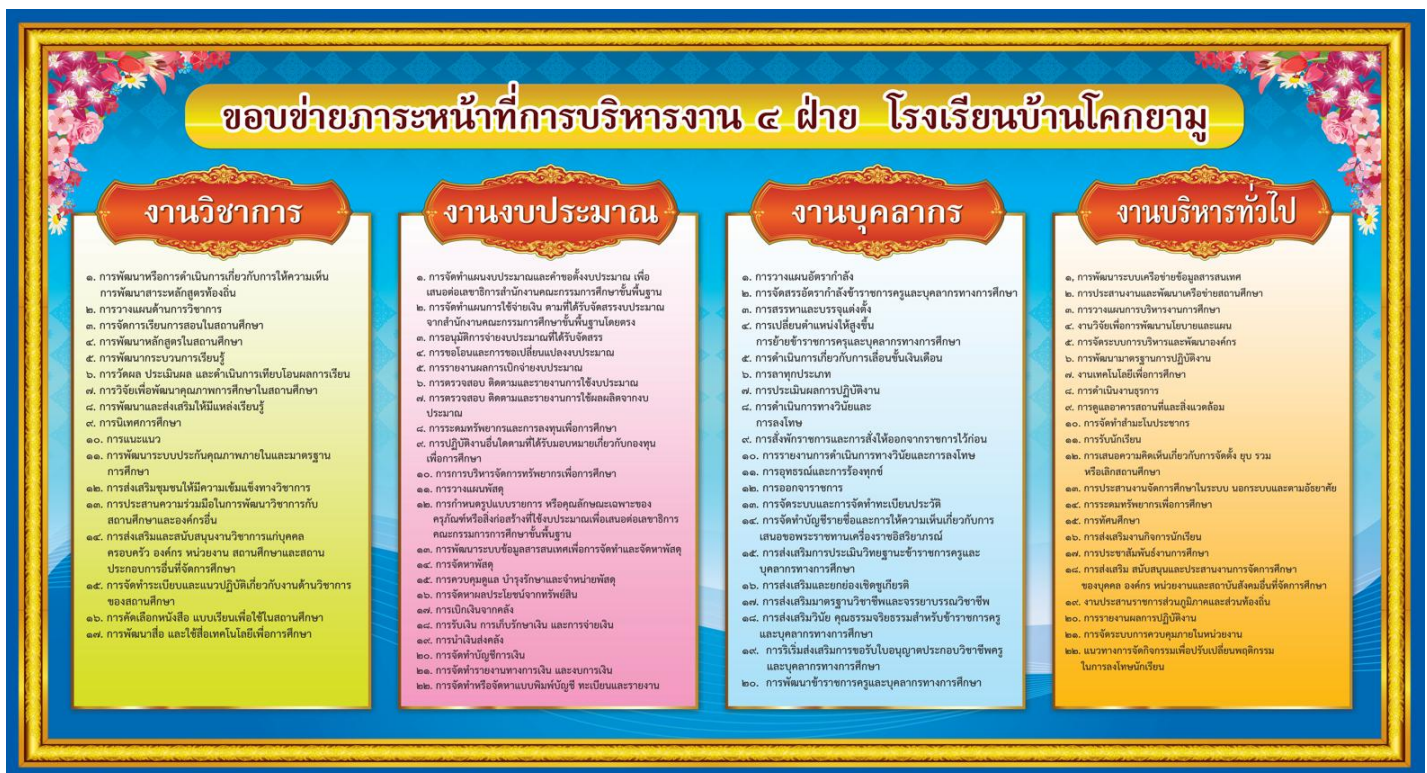 ขอบข่ายภาระหน้าที่การบริหารงาน ๔ ฝ่าย โรงเรียนบ้านโคกยามู
งานวิชาการ
๑. การพัฒนาหรือการดำเนินการเกี่ยวกับการให้ความเห็น
การพัฒนาสาระหลักสูตรท้องถิ่น
๒. การวางแผนด้านการวิชาการ
๓. การจัดการเรียนการสอนในสถานศึกษา
๔. การพัฒนาหลักสูตรในสถานศึกษา
๕. การพัฒนากระบวนการเรียนรู้
๖. การวัดผล ประเมินผล และดำเนินการเทียบโอนผลการเรียน
๗. การวิจัยเพื่อพัฒนาคุณภาพการศึกษาในสถานศึกษา
๘. การพัฒนาและส่งเสริมให้มีแหล่งเรียนรู้
๙. การนิเทศการศึกษา
๑๐. การแนะแนว
๑๑. การพัฒนาระบบประกันคุณภาพภายในและมาตรฐาน
การศึกษา
๑๒. การส่งเสริมชุมชนให้มีความเข้มแข็งทางวิชาการ
๑๓. การประสานความร่วมมือในการพัฒนาวิชาการกับ
สถานศึกษาและองค์กรอื่น
๑๔. การส่งเสริมและสนับสนุนงานวิชาการแก่บุคคล
ครอบครัว องค์กร หน่วยงาน สถานศึกษาและสถาน
ประกอบการอื่นที่จัดการศึกษา
๑๕. การจัดทำระเบียบและแนวปฏิบัติเกี่ยวกับงานด้านวิชาการ
ของสถานศึกษา
๑๖. การคัดเลือกหนังสือ แบบเรียนเพื่อใช้ในสถานศึกษา
๑๗. การพัฒนาสื่อ และใช้สื่อเทคโนโลยีเพื่อการศึกษา
งานงบประมาณ
๑. การจัดทำแผนงบประมาณและคำขอตั้งงบประมาณ เพื่อ
เสนอต่อเลขาธิการสำนักงานคณะกรรมการการศึกษาขั้นพื้นฐาน
๒. การจัดทำแผนการใช้จ่ายเงิน ตามที่ได้รับจัดสรรงบประมาณ
จากสำนักงานคณะกรรมการศึกษาขั้นพื้นฐานโดยตรง
๓. การอนุมัติการจ่ายงบประมาณที่ได้รับจัดสรร
๔. การขอโอนและการขอเปลี่ยนแปลงงบประมาณ
๕. การรายงานผลการเบิกจ่ายงบประมาณ
๖. การตรวจสอบ ติดตามและรายงานการใช้งบประมาณ
๗. การตรวจสอบ ติดตามและรายงานการใช้ผลผลิตจากงบ
ประมาณ
๘. การระดมทรัพยากรและการลงทุนเพื่อการศึกษา
๙. การปฏิบัติงานอื่นใดตามที่ได้รับมอบหมายเกี่ยวกับกองทุน
เพื่อการศึกษา
๑๐. การการบริหารจัดการทรัพยากรเพื่อการศึกษา
๑๑. การวางแผนพัสดุ
๑๒. การกำหนดรูปแบบรายการ หรือคุณลักษณะเฉพาะของ
ครุภัณฑ์หรือสิ่งก่อสร้างที่ใช้งบประมาณเพื่อเสนอต่อเลขาธิการ
คณะกรรมการการศึกษาขั้นพื้นฐาน
๑๓. การพัฒนาระบบข้อมูลสารสนเทศเพื่อการจัดทำและจัดหาพัสดุ
๑๔. การจัดหาพัสดุ
๑๕. การควบคุมดูแล บำรุงรักษาและจำหน่ายพัสดุ
๑๖. การจัดหาผลประโยชน์จากทรัพย์สิน
๑๗. การเบิกเงินจากคลัง
๑๘. การรับเงิน การเก็บรักษาเงิน และการจ่ายเงิน
๑๙. การนำเงินส่งคลัง
๒๐. การจัดทำบัญชีการเงิน
๒๑. การจัดทำรายงานทางการเงิน และงบการเงิน
๒๒. การจัดทำหรือจัดหาแบบพิมพ์บัญชี ทะเบียนและรายงาน
งานบุคลากร
๑. การวางแผนอัตรากำลัง
๒. การจัดสรรอัตรากำลังข้าราชการครูและบุคลากรทางการศึกษา
๓. การสรรหาและบรรจุแต่งตั้ง
๔. การเปลี่ยนตำแหน่งให้สูงขึ้น
การย้ายข้าราชการครูและบุคลากรทางการศึกษา
๕. การดำเนินการเกี่ยวกับการเลื่อนขั้นเงินเดือน
๖. การลาทุกประเภท
๗. การประเมินผลการปฏิบัติงาน
๘. การดำเนินการทางวินัยและ
การลงโทษ
๙. การสั่งพักราชการและการสั่งให้ออกจากราชการไว้ก่อน
๑๐. การรายงานการดำเนินการทางวินัยและการลงโทษ
๑๑. การอุทธรณ์และการร้องทุกข์
๑๒. การออกจาราชการ
๑๓. การจัดระบบและการจัดทำทะเบียนประวัติ
๑๔. การจัดทำบัญชีรายชื่อและการให้ความเห็นเกี่ยวกับการ
เสนอขอพระราชทานเครื่องราชอิสริยาภรณ์
๑๕. การส่งเสริมการประเมินวิทยฐานะข้าราชการครูและ
บุคลากรทางการศึกษา
๑๖. การส่งเสริมและยกย่องเชิดชูเกียรติ
๑๗. การส่งเสริมมาตรฐานวิชาชีพและจรรยาบรรณวิชาชีพ
๑๘. การส่งเสริมวินัย คุณธรรมจริยธรรมสำหรับข้าราชการครู
และบุคลากรทางการศึกษา
๑๙. การริเริ่มส่งเสริมการขอรับใบอนุญาตประกอบวิชาชีพครู
และบุคลากรทางการศึกษา
๒๐. การพัฒนาข้าราชการครูและบุคลากรทางการศึกษา
งานบริหารทั่วไป
๑, การพัฒนาระบบเครือข่ายข้อมูลสารสนเทศ
๒. การประสานงานและพัฒนาเครือข่ายสถานศึกษา
๓. การวางแผนการบริหารงานการศึกษา
๔. งานวิจัยเพื่อการพัฒนานโยบายและแผน
๕. การจัดระบบการบริหารและพัฒนาองค์กร
๖. การพัฒนามาตรฐานการปฏิบัติงาน
๗. งานเทคโนโลยีเพื่อการศึกษา
๘. การดำเนินงานธุรการ
๙. การดูแลอาคารสถานที่และสิ่งแวดล้อม
๑๐. การจัดทำสำมะโนประชากร
๑๑. การรับนักเรียน
๑๒. การเสนอความคิดเห็นเกี่ยวกับการจัดตั้ง ยุบ รวม
หรือเลิกสถานศึกษา
๑๓. การประสานงานจัดการศึกษาในระบบ นอกระบบและตามอัธยาศัย
๑๔. การระดมทรัพยากรเพื่อการศึกษา
๑๕. การทัศนศึกษา
๑๖. การส่งเสริมงานกิจการนักเรียน
๑๗. การประชาสัมพันธ์งานการศึกษา
๑๘. การส่งเสริม สนับสนุนและประสานงานการจัดการศึกษา
ของบุคคล องค์กร หน่วยงานและสถาบันสังคมอื่นที่จัดการศึกษา
๑๙. งานประสานราชการส่วนภูมิภาคและส่วนท้องถิ่น
๒๐. การรายงานผลการปฏิบัติงาน
๒๑. การจัดระบบการควบคุมภายในหน่วยงาน
๒๒. แนวทางการจัดกิจกรรมเพื่อปรับเปลี่ยนพฤติกรรม
ในการลงโทษนักเรียน